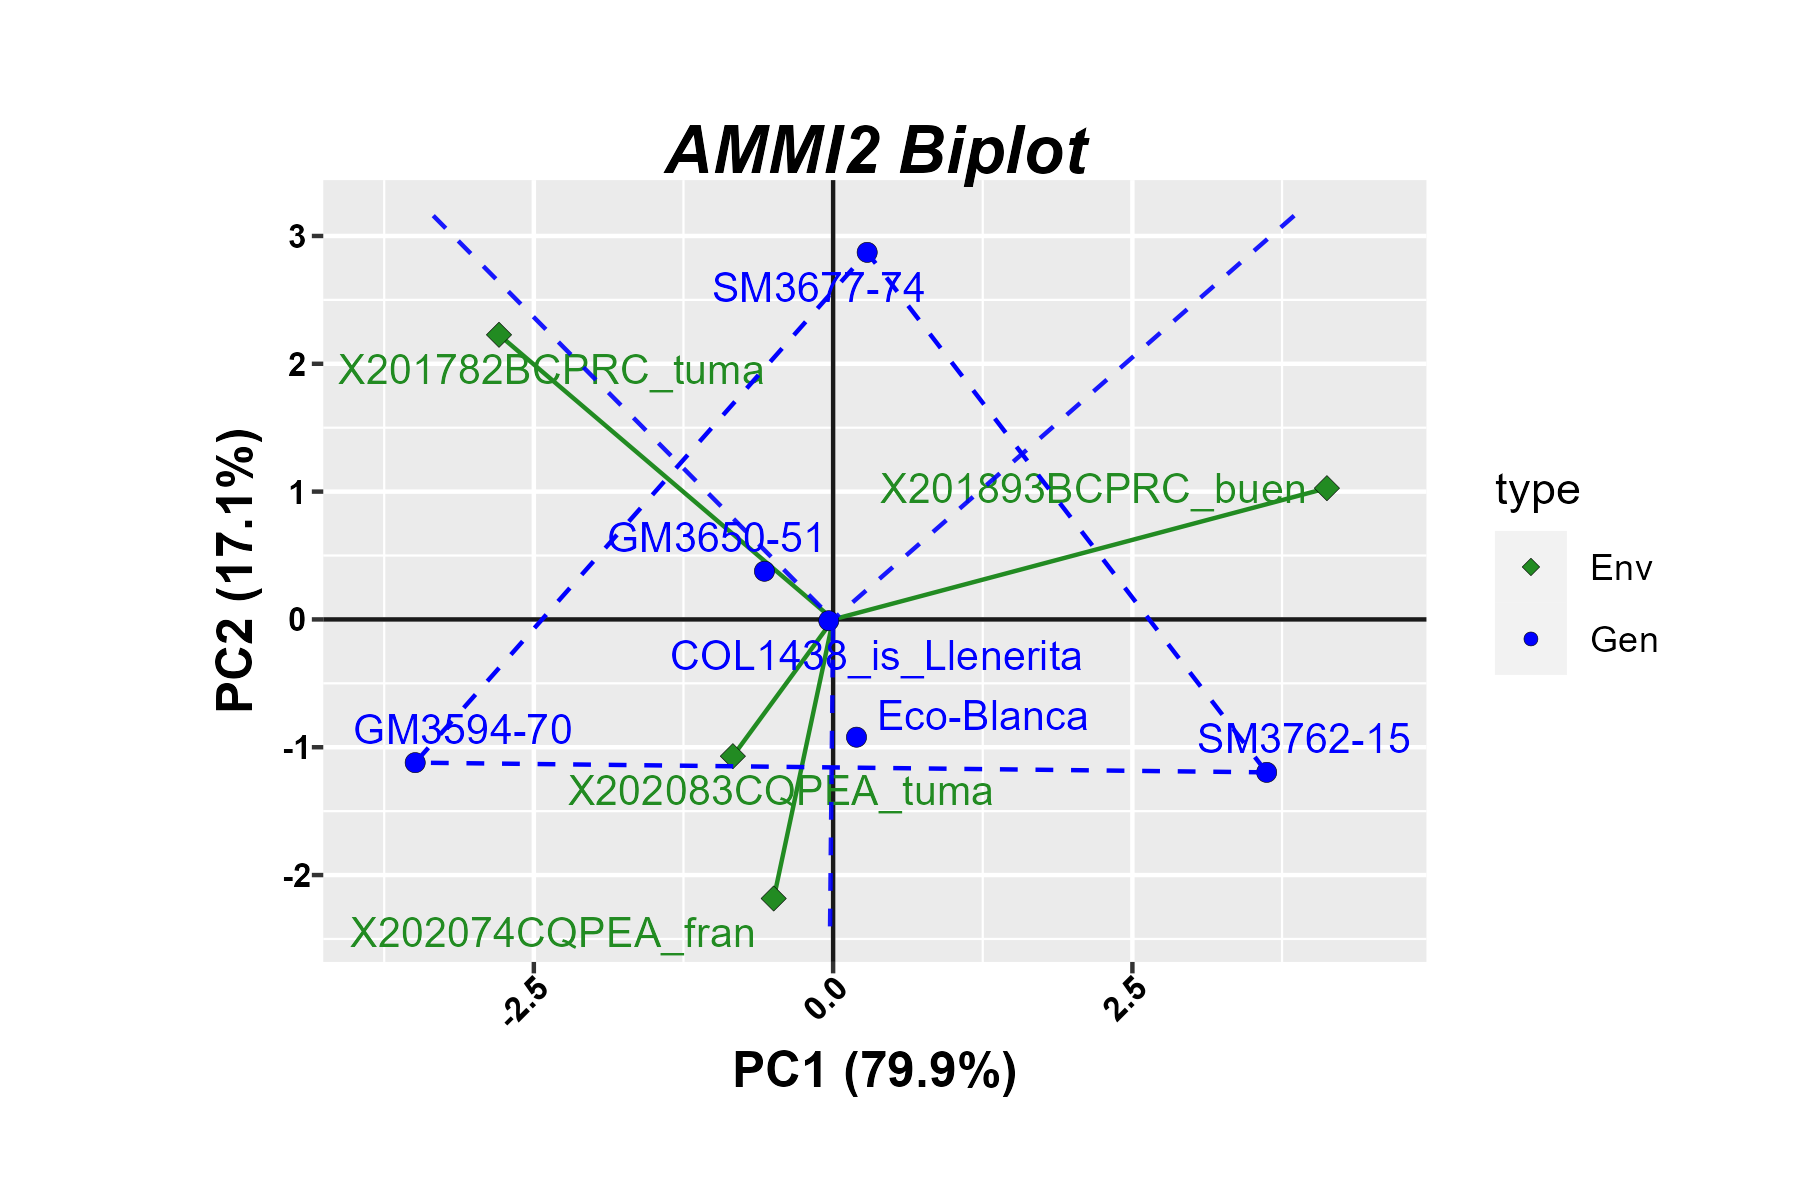 AMMI2 Biplot
3
2
1
0
-1
-2
PC2 (17.1%)
SM3677-74
X201782BCPRC_tuma
X201893BCPRC_buen
GM3650-51
COL1438_is_Llenerita
Eco-Blanca
GM3594-70
SM3762-15
X202083CQPEA_tuma
X202074CQPEA_fran
-2.5
0.0
2.5
PC1 (79.9%)
type
Env
Gen